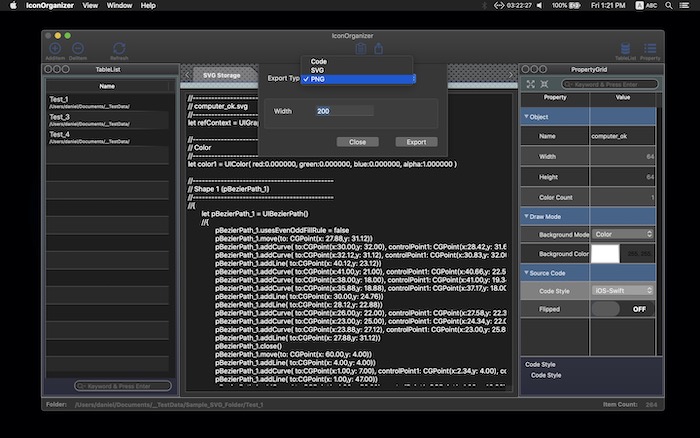 IconOrganizer File Window Help
03:22:27 100% Fri 1:21 PM ABC
IconOrganizer
Addition Deltion Refresh TableList Property
TableList
Name
Test_1
/Users/daniel/Documents/__TestData/
Test_3
/Users/daniel/Documents/__TestData/
Test_4
/Users/daniel/Documents/__TestData/
Keyword & Press Enter
SVG Storage
Code
SVG
Export Typ ✓ PNG
Width 200
Close Export
//--------------------
// computer_ok.svg
//--------------------
let refContext = UIGra
//--------------------
// Color
//--------------------
let color1 = UIColor( red:0.000000, green:0.000000, blue:0.000000, alpha:1.000000 )
//--------------------
// Shape 1 (pBezierPath_1)
//--------------------
//{
let pBezierPath_1 = UIBezierPath()
//{
pBezierPath_1.usesEvenOddFillRule = false
pBezierPath_1.move(to: CGPoint(x: 27.88,y: 31.12))
pBezierPath_1.addCurve( to:CGPoint(x:30.00,y: 32.00), controlPoint1: CGPoint(x:28.42,y: 31.6
pBezierPath_1.addCurve( to:CGPoint(x:32.12,y: 31.12), controlPoint1: CGPoint(x:30.83,y: 32.00
pBezierPath_1.addLine( to:CGPoint(x: 40.12,y: 23.12))
pBezierPath_1.addCurve( to:CGPoint(x:41.00,y: 21.00), controlPoint1: CGPoint(x:40.66,y: 22.5
pBezierPath_1.addCurve( to:CGPoint(x:38.00,y: 18.00), controlPoint1: CGPoint(x:41.00,y: 19.3
pBezierPath_1.addCurve( to:CGPoint(x:35.88,y: 18.88), controlPoint1: CGPoint(x:37.17,y: 18.00
pBezierPath_1.addLine( to:CGPoint(x: 30.00,y: 24.76))
pBezierPath_1.addLine( to:CGPoint(x: 28.12,y: 22.88))
pBezierPath_1.addCurve( to:CGPoint(x:26.00,y: 22.00), controlPoint1: CGPoint(x:27.58,y: 22.3
pBezierPath_1.addCurve( to:CGPoint(x:23.00,y: 25.00), controlPoint1: CGPoint(x:24.34,y: 22.0
pBezierPath_1.addCurve( to:CGPoint(x:23.88,y: 27.12), controlPoint1: CGPoint(x:23.00,y: 25.8
pBezierPath_1.addLine( to:CGPoint(x: 27.88,y: 31.12))
pBezierPath_1.close()
pBezierPath_1.move(to: CGPoint(x: 60.00,y: 4.00))
pBezierPath_1.addLine( to:CGPoint(x: 4.00,y: 4.00))
pBezierPath_1.addCurve( to:CGPoint(x:1.00,y: 7.00), controlPoint1: CGPoint(x:2.34,y: 4.00), co
pBezierPath_1.addLine( to:CGPoint(x: 1.00,y: 47.00))
PropertyGrid
Keyword & Press Enter
Property Value
Object
Name computer_ok
Width 64
Height 64
Color Count 1
Draw Mode
Background Mode Color
Background Color
Source Code
Code Style iOS-Swift
Flipped OFF
Code Style
Code Style
Folder: /Users/daniel/Documents/__TestData/Sample_SVG_Folder/Test_1 Item Count: 264